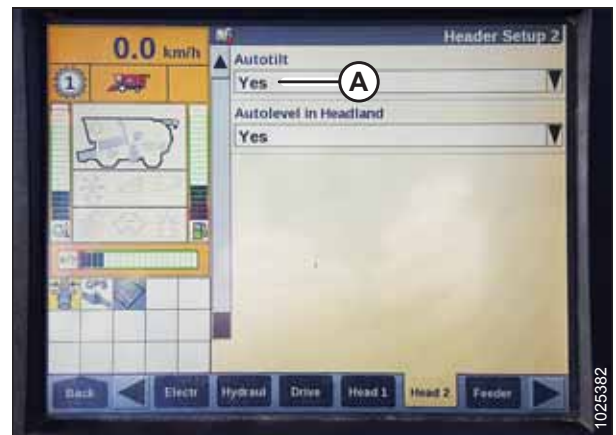 0.0 km/h
Header Setup 2
Autotilt
Yes
A
Autolevel in Headland
Yes
1
GPS
Back
Electr
Hydraul
Drive
Head 1
Head 2
Feeder
1025382